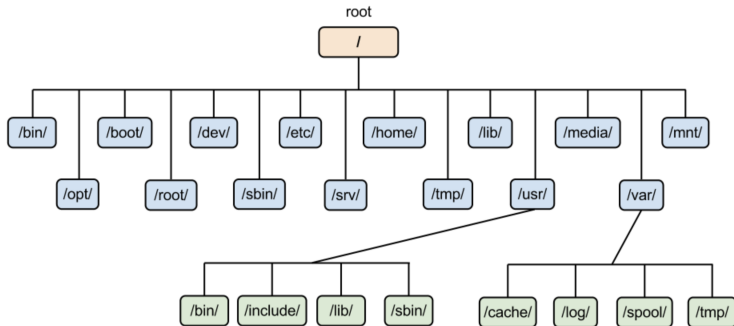 root
/
/bin/ /boot/ /dev/ /etc/ /home/ /lib/ /media/ /mnt/
/opt/ /root/ /sbin/ /srv/ /tmp/ /usr/ /var/
/bin/ /include/ /lib/ /sbin/ /cache/ /log/ /spool/ /tmp/